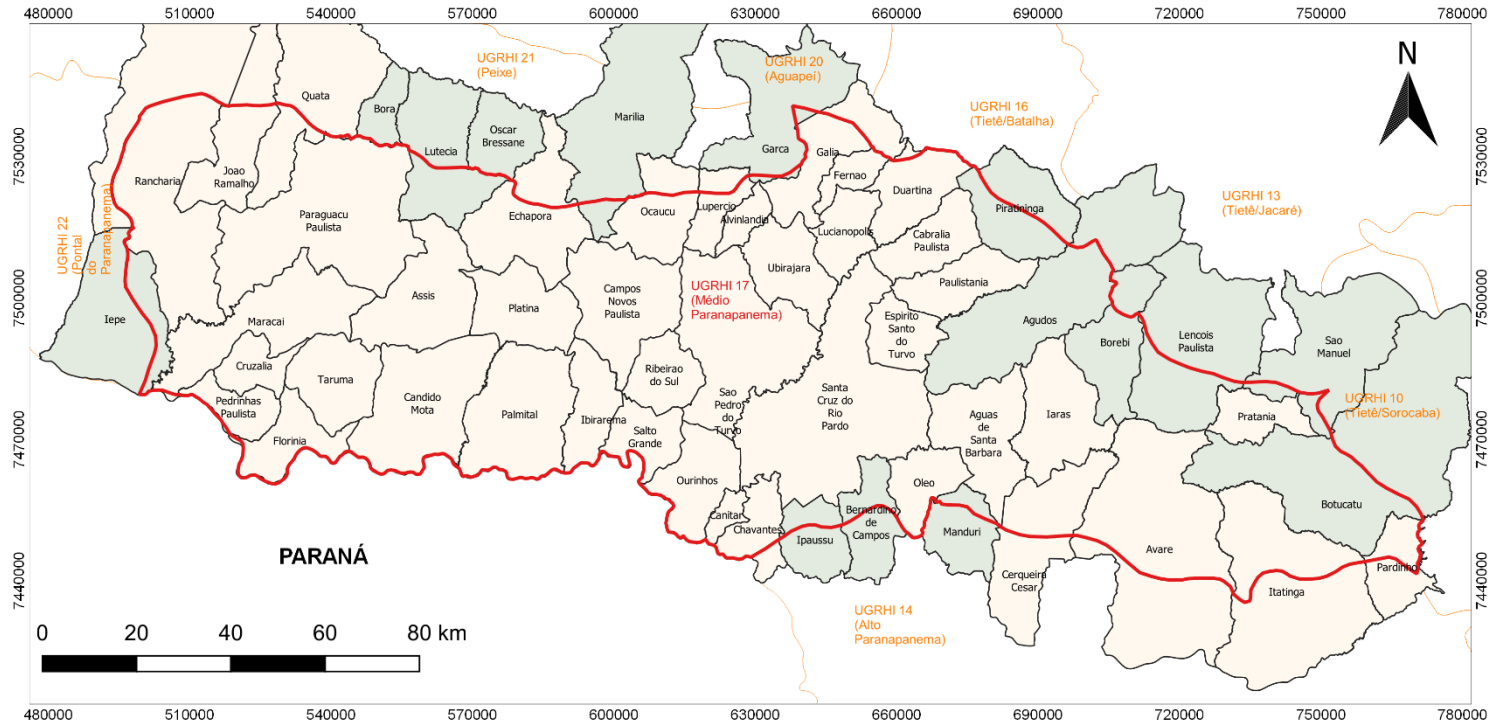 480000 510000 540000 570000 600000 630000 660000 690000 720000 750000 780000
UGRHI 21
(Peixe)
UGRHI 20
(Aguapeí)
UGRHI 16
(Tietê/Batalha)
N
7530000
7530000
Quata
Bora
Marilia
Oscar
Bressane
Lutecia
Garca
Galia
Joao
Ramalho
Rancharia
Fernao
Duartina
UGRHI 13
(Tietê/Jacaré)
Piratininga
UGRHI 22
(Pontal
do
Paranapanema)
Paraguacu
Paulista
Echapora
Ocaucu
Lupercio
Alvinlandia
Lucianopolis
Cabralia
Paulista
Ubirajara
Paulistania
UGRHI 17
(Médio
Paranapanema)
7500000
7500000
Iepe
Maracai
Assis
Platina
Campos
Novos
Paulista
Espirito
Santo
do
Turvo
Agudos
Borebi
Lencois
Paulista
Sao
Manuel
Cruzalia
Taruma
Ribeirao
do Sul
Pedrinhas
Paulista
Candido
Mota
Palmital
Ibirarema
Sao
Pedro
do
Turvo
Santa
Cruz do
Rio
Pardo
Aguas
de
Santa
Barbara
Iaras
Pratania
UGRHI 10
(Tietê/Sorocaba)
7470000
7470000
Florinia
Salto
Grande
Ourinhos
Oleo
Botucatu
Canitar
Chavantes
Bernardino
de
Campos
Ipaussu
Manduri
Avare
PARANÁ
Cerqueira
Cesar
Itatinga
Pardinho
7440000
7440000
UGRHI 14
(Alto
Paranapanema)
0 20 40 60 80 km
480000 510000 540000 570000 600000 630000 660000 690000 720000 750000 780000